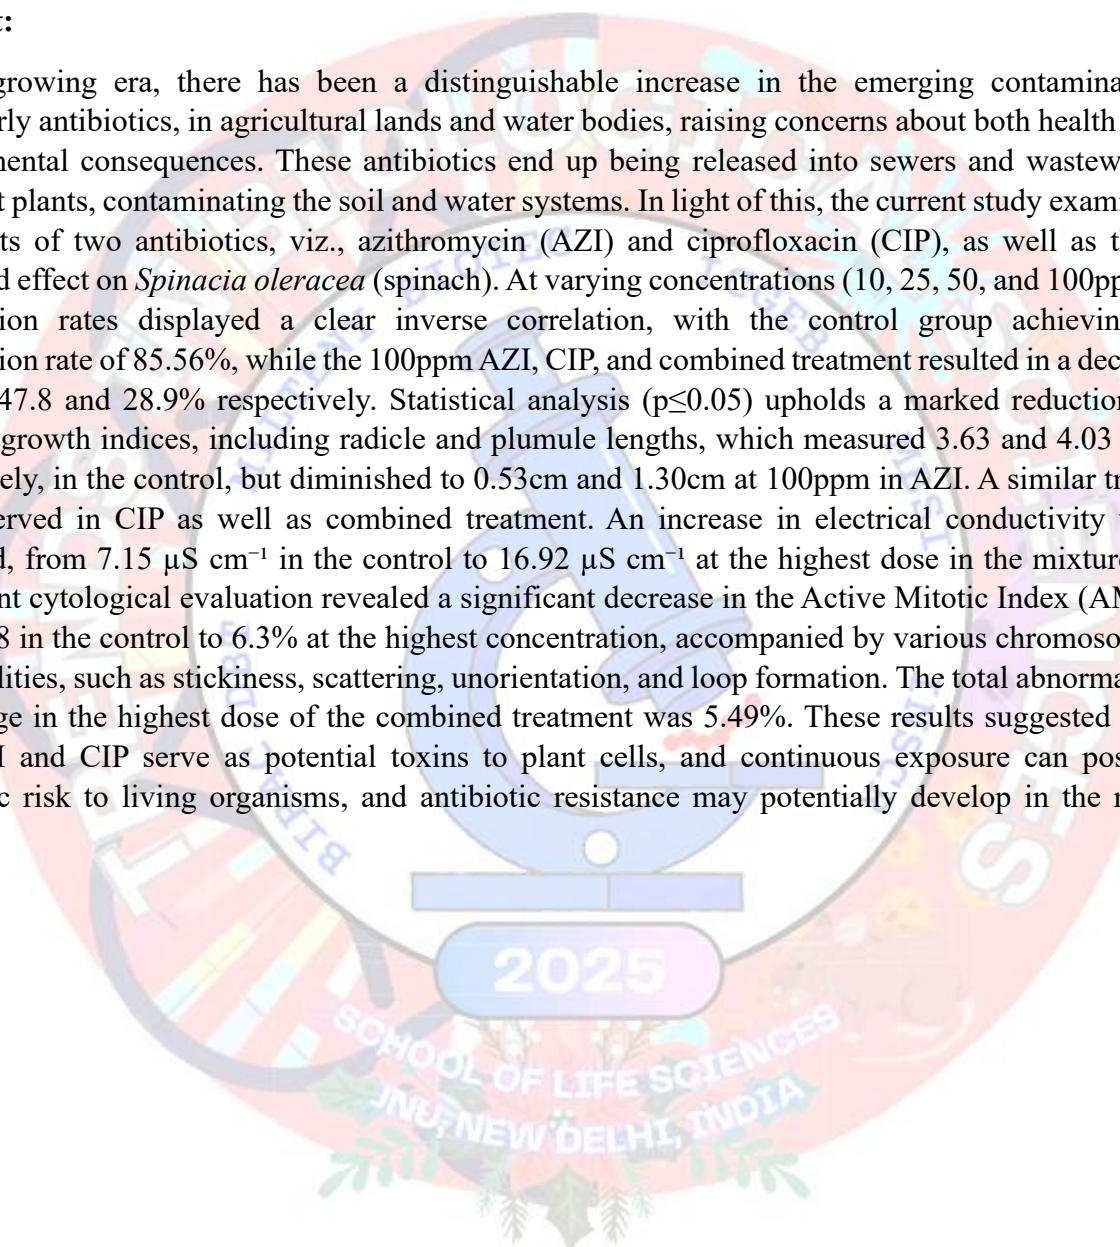 t:
growing era, there has been a distinguishable increase in the emerging contamina
rly antibiotics, in agricultural lands and water bodies, raising concerns about both health
mental consequences. These antibiotics end up being released into sewers and wastew
t plants, contaminating the soil and water systems. In light of this, the current study exami
ts of two antibiotics, viz., azithromycin (AZI) and ciprofloxacin (CIP), as well as t
d effect on Spinacia oleracea (spinach). At varying concentrations (10, 25, 50, and 100pp
ion rates displayed a clear inverse correlation, with the control group achievin
ion rate of 85.56%, while the 100ppm AZI, CIP, and combined treatment resulted in a dec
47.8 and 28.9% respectively. Statistical analysis (p≤0.05) upholds a marked reduction
growth indices, including radicle and plumule lengths, which measured 3.63 and 4.03
ely, in the control, but diminished to 0.53cm and 1.30cm at 100ppm in AZI. A similar tr
erved in CIP as well as combined treatment. An increase in electrical conductivity
d, from 7.15 µS cm⁻¹ in the control to 16.92 µS cm⁻¹ at the highest dose in the mixture
nt cytological evaluation revealed a significant decrease in the Active Mitotic Index (AM
8 in the control to 6.3% at the highest concentration, accompanied by various chromoso
lities, such as stickiness, scattering, unorientation, and loop formation. The total abnorma
ge in the highest dose of the combined treatment was 5.49%. These results suggested
I and CIP serve as potential toxins to plant cells, and continuous exposure can pos
c risk to living organisms, and antibiotic resistance may potentially develop in the n
TRENDS IN BIOLOGICAL SCIENCES
2025
SCHOOL OF LIFE SCIENCES
JNU, NEW DELHI, INDIA